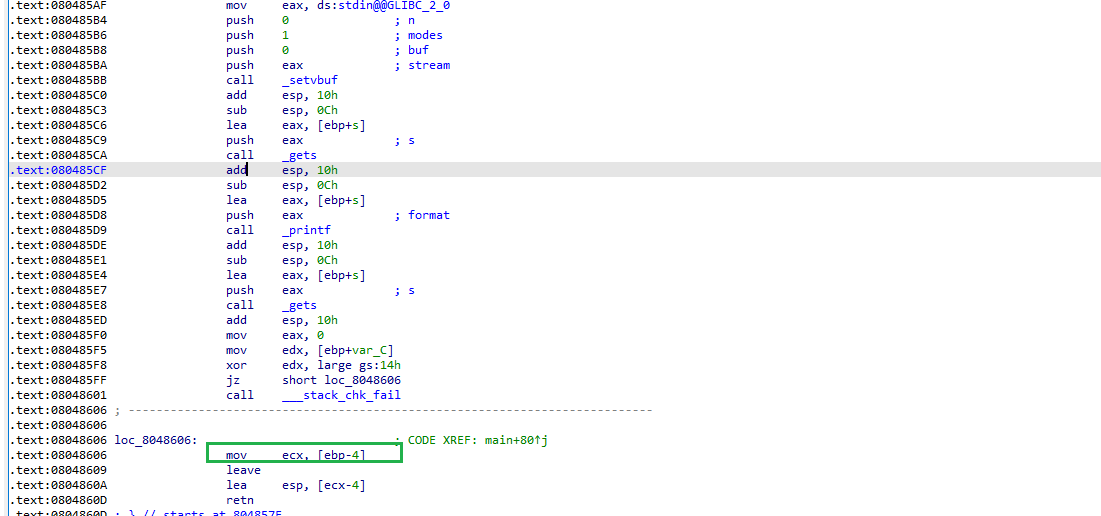 .text:080485AF mov eax, ds:stdin@@GLIBC_2_0
.text:080485B4 push 0 ; n
.text:080485B6 push 1 ; modes
.text:080485B8 push 0 ; buf
.text:080485BA push eax ; stream
.text:080485BB call _setvbuf
.text:080485C0 add esp, 10h
.text:080485C3 sub esp, 0Ch
.text:080485C6 lea eax, [ebp+s]
.text:080485C9 push eax ; s
.text:080485CA call _gets
.text:080485CF add esp, 10h
.text:080485D2 sub esp, 0Ch
.text:080485D5 lea eax, [ebp+s]
.text:080485D8 push eax ; format
.text:080485D9 call _printf
.text:080485DE add esp, 10h
.text:080485E1 sub esp, 0Ch
.text:080485E4 lea eax, [ebp+s]
.text:080485E7 push eax ; s
.text:080485E8 call _gets
.text:080485ED add esp, 10h
.text:080485F0 mov eax, 0
.text:080485F5 mov edx, [ebp+var_C]
.text:080485F8 xor edx, large gs:14h
.text:080485FF jz short loc_8048606
.text:08048601 call ___stack_chk_fail
.text:08048606 ; ---------------------------------------------------------------------------
.text:08048606
.text:08048606 loc_8048606: ; CODE XREF: main+80↑j
.text:08048606 mov ecx, [ebp-4]
.text:08048609 leave
.text:0804860A lea esp, [ecx-4]
.text:0804860D retn
.text:0804860D ; } // starts at 804857F